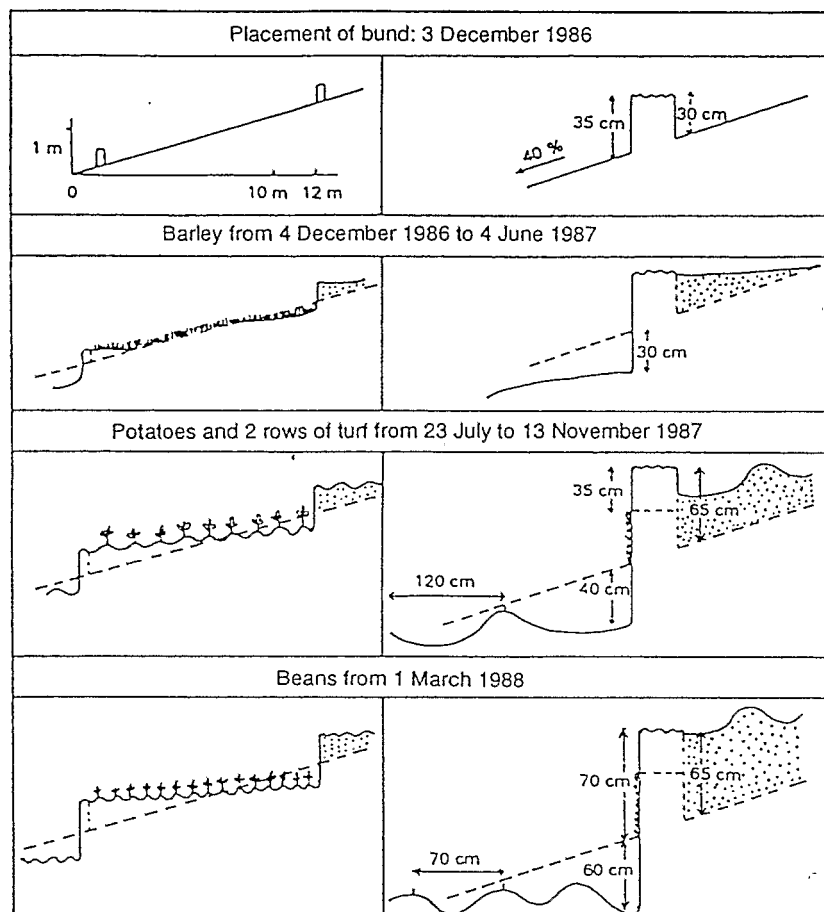 Placement of bund: 3 December 1986
1 m
0
10 m
12 m
40 %
35 cm
30 cm
Barley from 4 December 1986 to 4 June 1987
30 cm
Potatoes and 2 rows of turf from 23 July to 13 November 1987
35 cm
65 cm
120 cm
40 cm
Beans from 1 March 1988
70 cm
65 cm
70 cm
60 cm